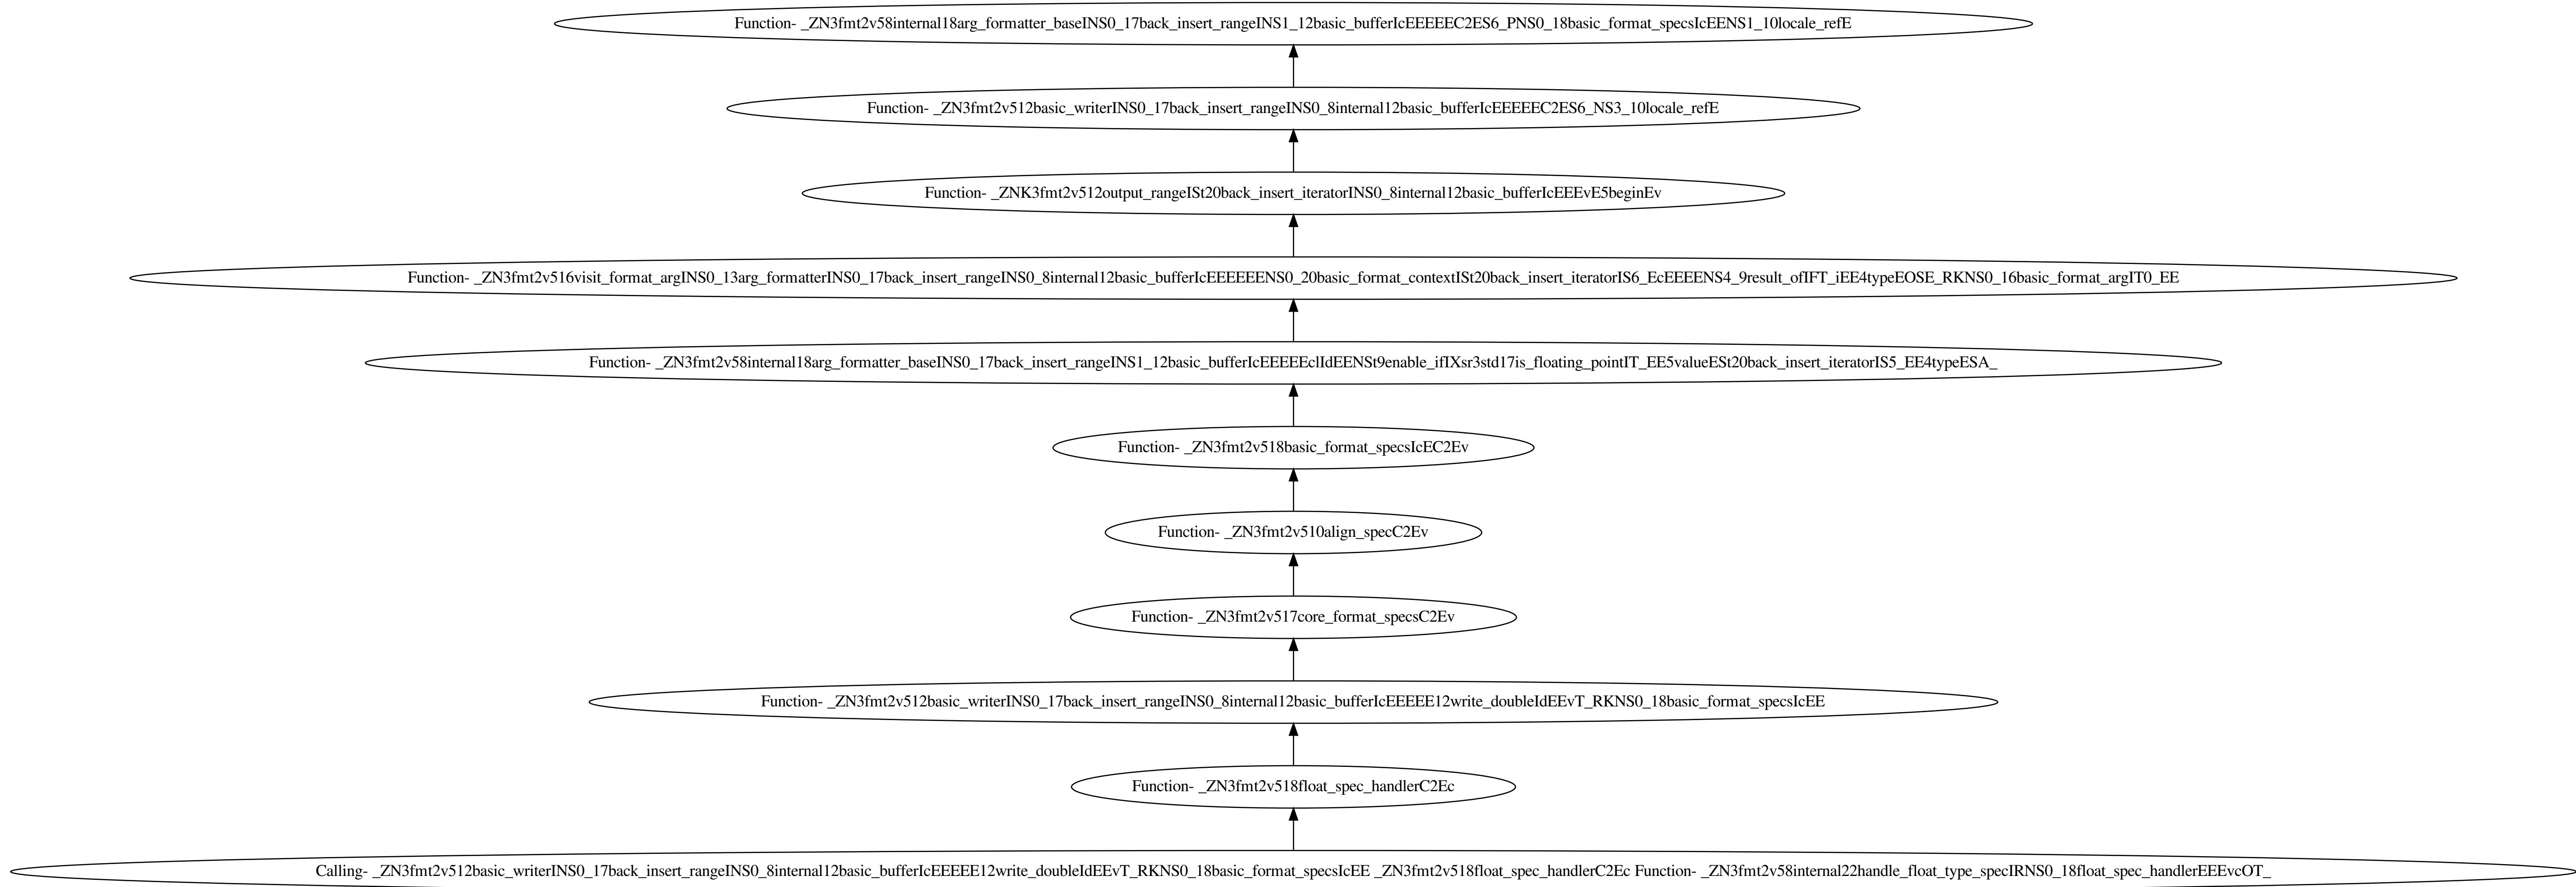 Function- _ZN3fmt2v58internal18arg_formatter_baseINS0_17back_insert_rangeINS1_12basic_bufferIcEEEEEC2ES6_PNS0_18basic_format_specsIcEENS1_10locale_refE
Function- _ZN3fmt2v512basic_writerINS0_17back_insert_rangeINS0_8internal12basic_bufferIcEEEEEC2ES6_NS3_10locale_refE
Function- _ZNK3fmt2v512output_rangeISt20back_insert_iteratorINS0_8internal12basic_bufferIcEEEvE5beginEv
Function- _ZN3fmt2v516visit_format_argINS0_13arg_formatterINS0_17back_insert_rangeINS0_8internal12basic_bufferIcEEEEEENS0_20basic_format_contextISt20back_insert_iteratorIS6_EcEEEENS4_9result_ofIFT_iEE4typeEOSE_RKNS0_16basic_format_argIT0_EE
Function- _ZN3fmt2v58internal18arg_formatter_baseINS0_17back_insert_rangeINS1_12basic_bufferIcEEEEEclIdEENSt9enable_ifIXsr3std17is_floating_pointIT_EE5valueESt20back_insert_iteratorIS5_EE4typeESA_
Function- _ZN3fmt2v518basic_format_specsIcEC2Ev
Function- _ZN3fmt2v510align_specC2Ev
Function- _ZN3fmt2v517core_format_specsC2Ev
Function- _ZN3fmt2v512basic_writerINS0_17back_insert_rangeINS0_8internal12basic_bufferIcEEEEE12write_doubleIdEEvT_RKNS0_18basic_format_specsIcEE
Function- _ZN3fmt2v518float_spec_handlerC2Ec
Calling- _ZN3fmt2v512basic_writerINS0_17back_insert_rangeINS0_8internal12basic_bufferIcEEEEE12write_doubleIdEEvT_RKNS0_18basic_format_specsIcEE _ZN3fmt2v518float_spec_handlerC2Ec Function- _ZN3fmt2v58internal22handle_float_type_specIRNS0_18float_spec_handlerEEEvcOT_